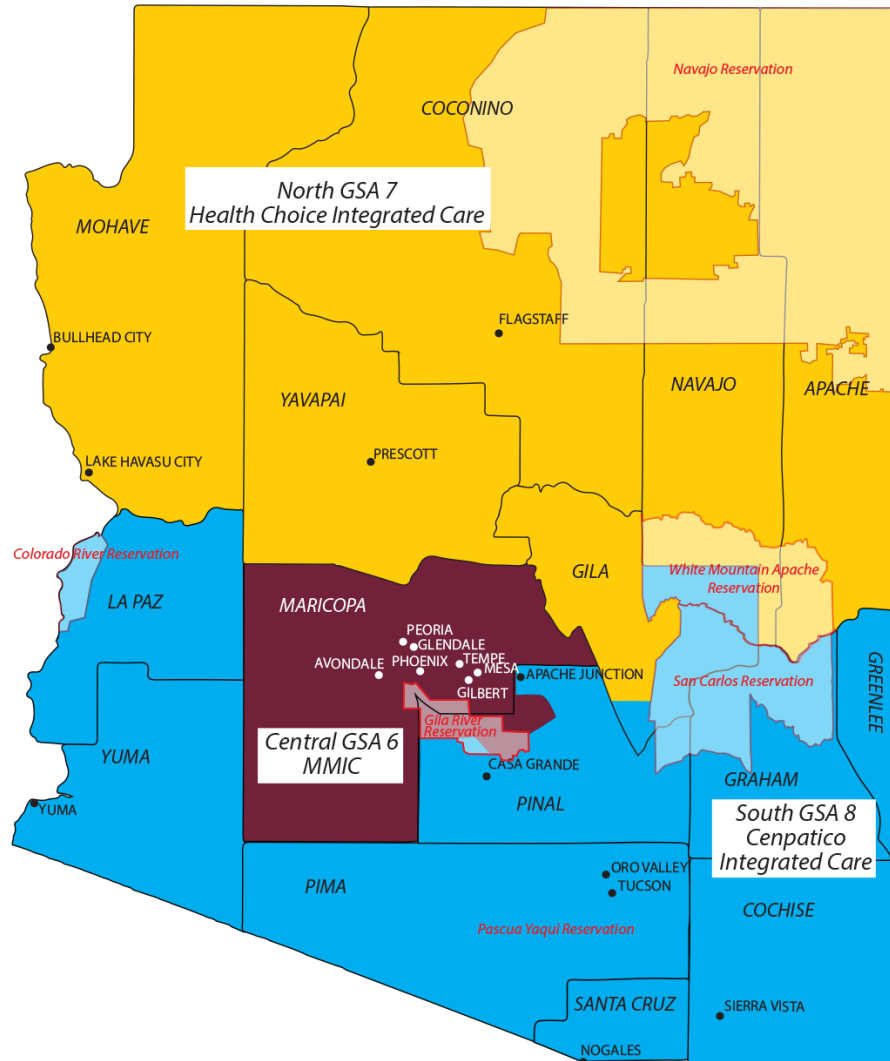 Navajo Reservation
COCONINO
North GSA 7
Health Choice Integrated Care
MOHAVE
FLAGSTAFF
BULLHEAD CITY
NAVAJO
APACHE
YAVAPAI
PRESCOTT
LAKE HAVASU CITY
Colorado River Reservation
LA PAZ
GILA
White Mountain Apache
Reservation
MARICOPA
PEORIA
GLENDALE
TEMPE
PHOENIX
MESA
AVONDALE
APACHE JUNCTION
GILBERT
San Carlos Reservation
GREENLEE
Gila River
Reservation
Central GSA 6
MMIC
YUMA
CASA GRANDE
GRAHAM
YUMA
PINAL
South GSA 8
Cenpatico
Integrated Care
ORO VALLEY
PIMA
TUCSON
COCHISE
Pascua Yaqui Reservation
SANTA CRUZ
SIERRA VISTA
NOGALES